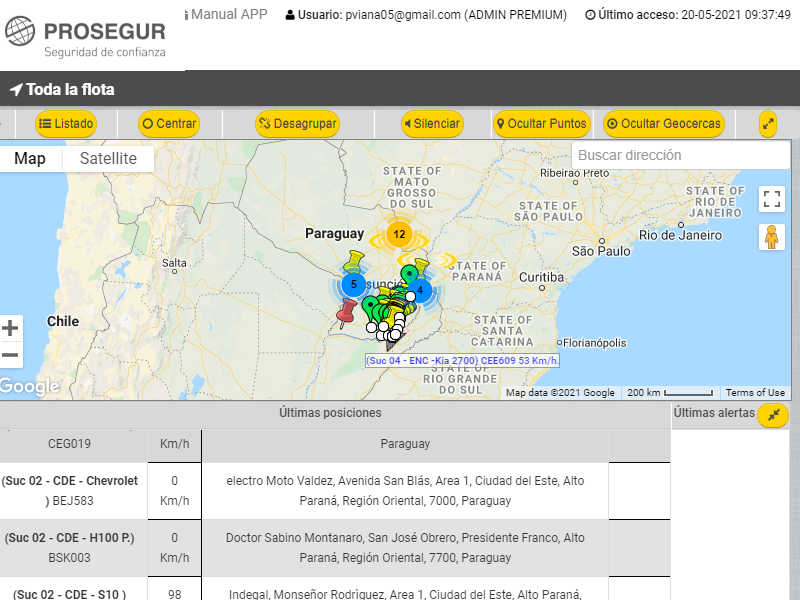 PROSEGUR
Seguridad de confianza
Manual APP
Usuario: pviana05@gmail.com (ADMIN PREMIUM)
Último acceso: 20-05-2021 09:37:49
Toda la flota
Listado
Centrar
Desagrupar
Silenciar
Ocultar Puntos
Ocultar Geocercas
Map
Satellite
Buscar dirección
STATE OF
MATO
GROSSO
DO SUL
Ribeirão Preto
STATE OF
SÃO PAULO
STATE OF
RIO DE
JANEIRO
Paraguay
12
Rio de Janeiro
São Paulo
Salta
STATE OF
PARANÁ
Curitiba
5
4
Chile
STATE OF
SANTA
CATARINA
Florianópolis
(Suc 04 - ENC -Kia 2700) CEE609 53 Km/h.
STATE OF
RIO GRANDE
DO SUL
Google
Map data ©2021 Google
200 km
Terms of Use
Últimas posiciones
Últimas alertas
CEG019
Km/h
Paraguay
(Suc 02 - CDE - Chevrolet
) BEJ583
0
Km/h
electro Moto Valdez, Avenida San Blás, Area 1, Ciudad del Este, Alto
Paraná, Región Oriental, 7000, Paraguay
(Suc 02 - CDE - H100 P.)
BSK003
0
Km/h
Doctor Sabino Montanaro, San José Obrero, Presidente Franco, Alto
Paraná, Región Oriental, 7700, Paraguay
(Suc 02 - CDE - S10 )
98
Indegal, Monseñor Rodriquez, Area 1, Ciudad del Este, Alto Paraná,